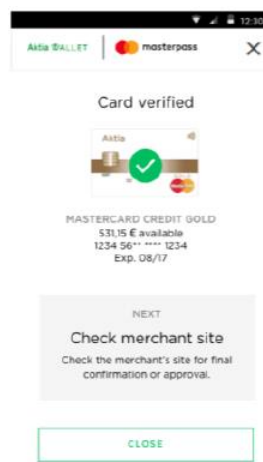 12:30
Aktia WALLET masterpass
Card verified
Aktia
MasterCard
MASTERCARD CREDIT GOLD
531,15 € available
1234 56** **** 1234
Exp. 08/17
NEXT
Check merchant site
Check the merchant's site for final
confirmation or approval.
CLOSE